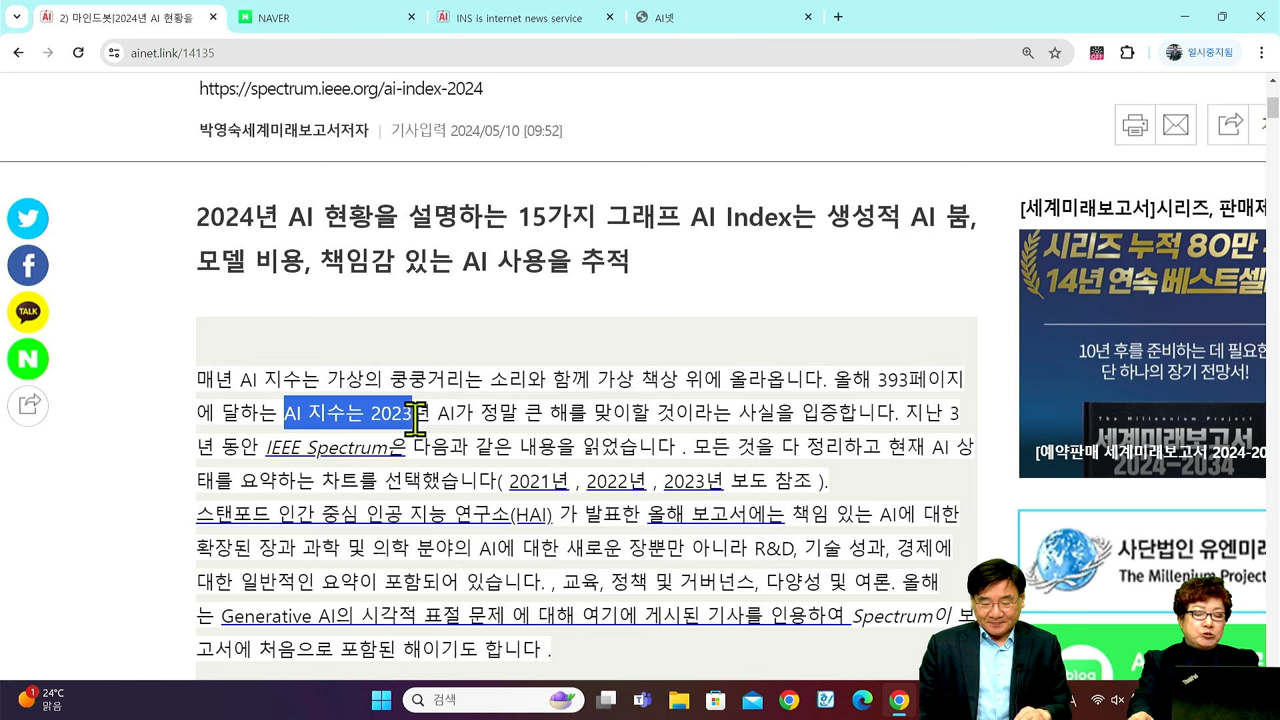 2) 마인드봇[2024년 AI 현황을
NAVER
INS is internet news service
AI넷
ainet.link/14135
OFF
일시중지됨
https://spectrum.ieee.org/ai-index-2024
박영숙세계미래보고서저자 | 기사입력 2024/05/10 [09:52]
2024년 AI 현황을 설명하는 15가지 그래프 AI Index는 생성적 AI 붐,
모델 비용, 책임감 있는 AI 사용을 추적
매년 AI 지수는 가상의 쿵쿵거리는 소리와 함께 가상 책상 위에 올라옵니다. 올해 393페이지
에 달하는 AI 지수는 2023년 AI가 정말 큰 해를 맞이할 것이라는 사실을 입증합니다. 지난 3
년 동안 IEEE Spectrum은 다음과 같은 내용을 읽었습니다 . 모든 것을 다 정리하고 현재 AI 상
태를 요약하는 차트를 선택했습니다( 2021년 , 2022년 , 2023년 보도 참조 ).
스탠포드 인간 중심 인공 지능 연구소(HAI) 가 발표한 올해 보고서에는 책임 있는 AI에 대한
확장된 장과 과학 및 의학 분야의 AI에 대한 새로운 장뿐만 아니라 R&D, 기술 성과, 경제에
대한 일반적인 요약이 포함되어 있습니다. , 교육, 정책 및 거버넌스, 다양성 및 여론. 올해
는 Generative AI의 시각적 표절 문제 에 대해 여기에 게시된 기사를 인용하여 Spectrum이 보
고서에 처음으로 포함된 해이기도 합니다 .
TALK
N
[세계미래보고서]시리즈, 판매제
시리즈 누적 80만
14년 연속 베스트셀
10년 후를 준비하는 데 필요한
단 하나의 장기 전망서!
세계미래보고서
2024-2034
[예약판매 세계미래보고서 2024-20
사단법인 유엔미래
The Millennium Project
blog
ThinkPad
1
24°C
맑음
검색
A